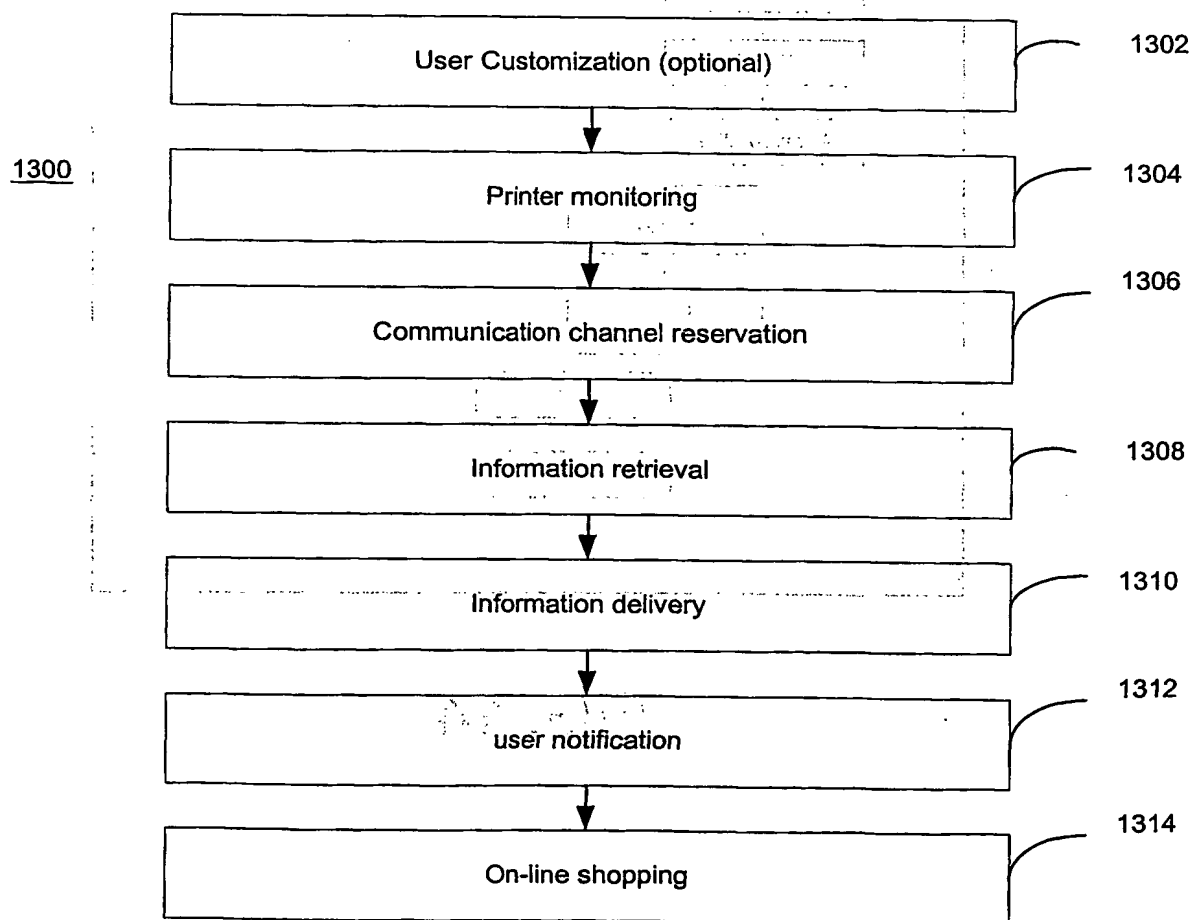 User Customization (optional)
1302
1300
Printer monitoring
1304
Communication channel reservation
1306
Information retrieval
1308
Information delivery
1310
user notification
1312
On-line shopping
1314